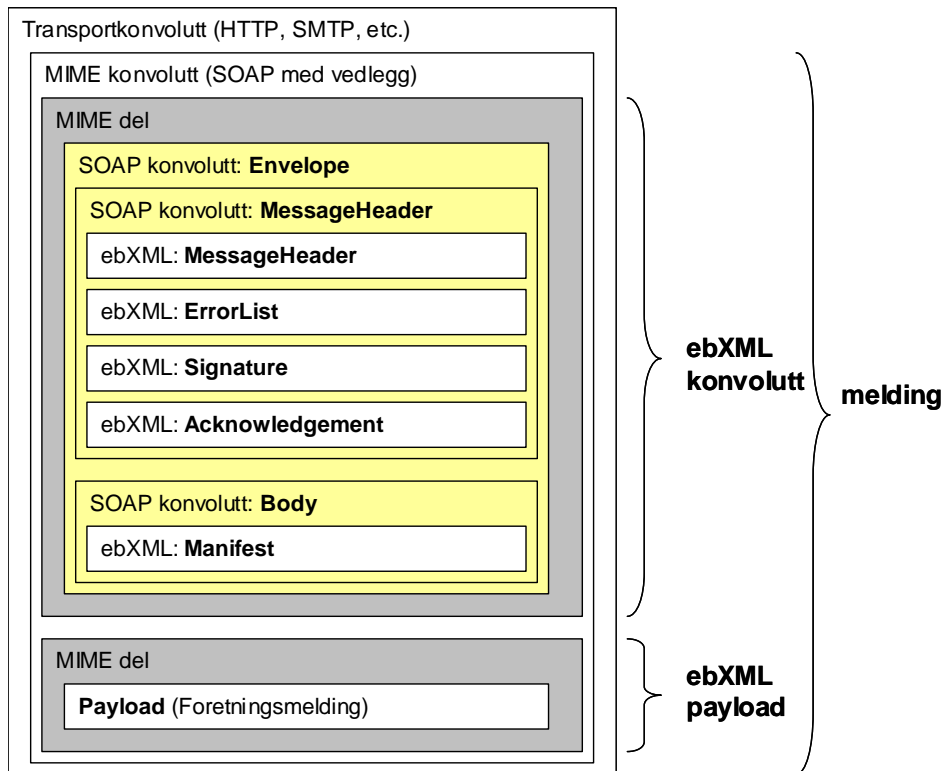 Transportkonvolutt (HTTP, SMTP, etc.)
MIME konvolutt (SOAP med vedlegg)
MIME del
SOAP konvolutt: Envelope
SOAP konvolutt: MessageHeader
ebXML: MessageHeader
ebXML: ErrorList
ebXML: Signature
ebXML: Acknowledgement
SOAP konvolutt: Body
ebXML: Manifest
MIME del
Payload (Foretningsmelding)
ebXML
konvolutt
melding
ebXML
payload